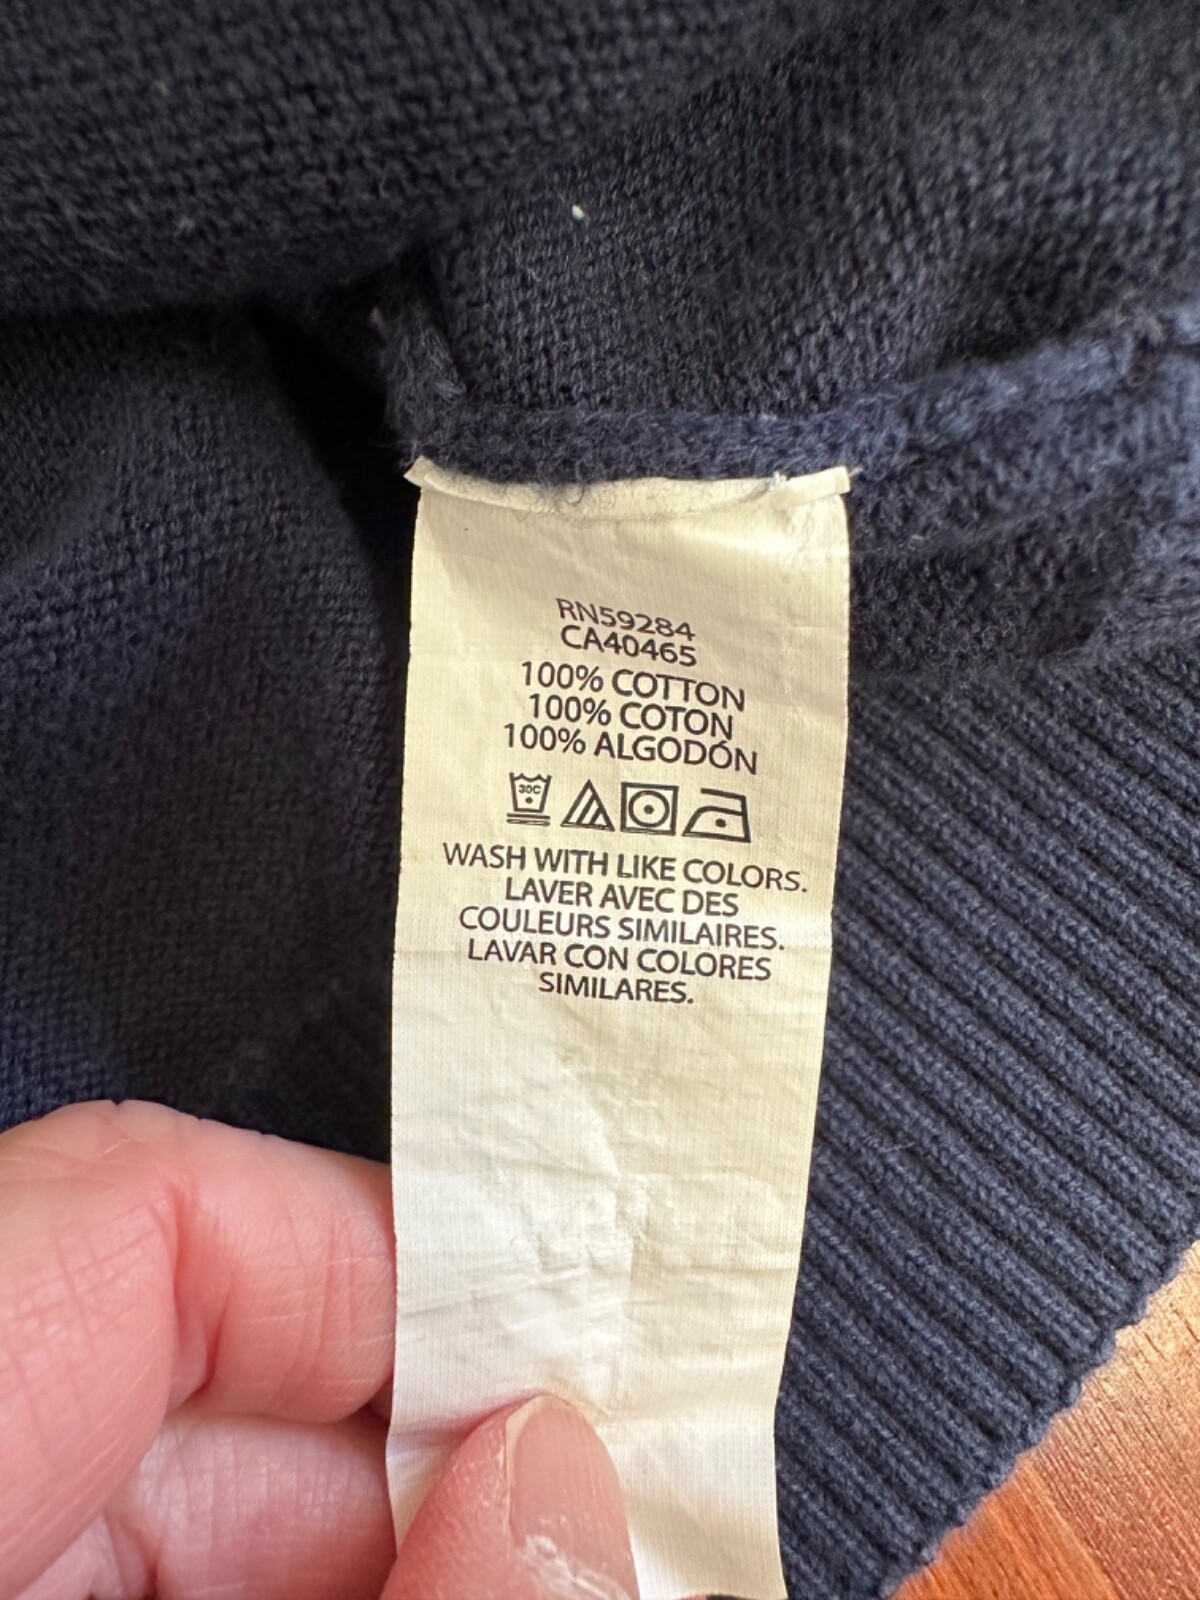 RN59284
CA40465
100% COTTON
100% COTON
100% ALGODÓN
30C
WASH WITH LIKE COLORS.
LAVER AVEC DES
COULEURS SIMILAIRES.
LAVAR CON COLORES
SIMILARES.